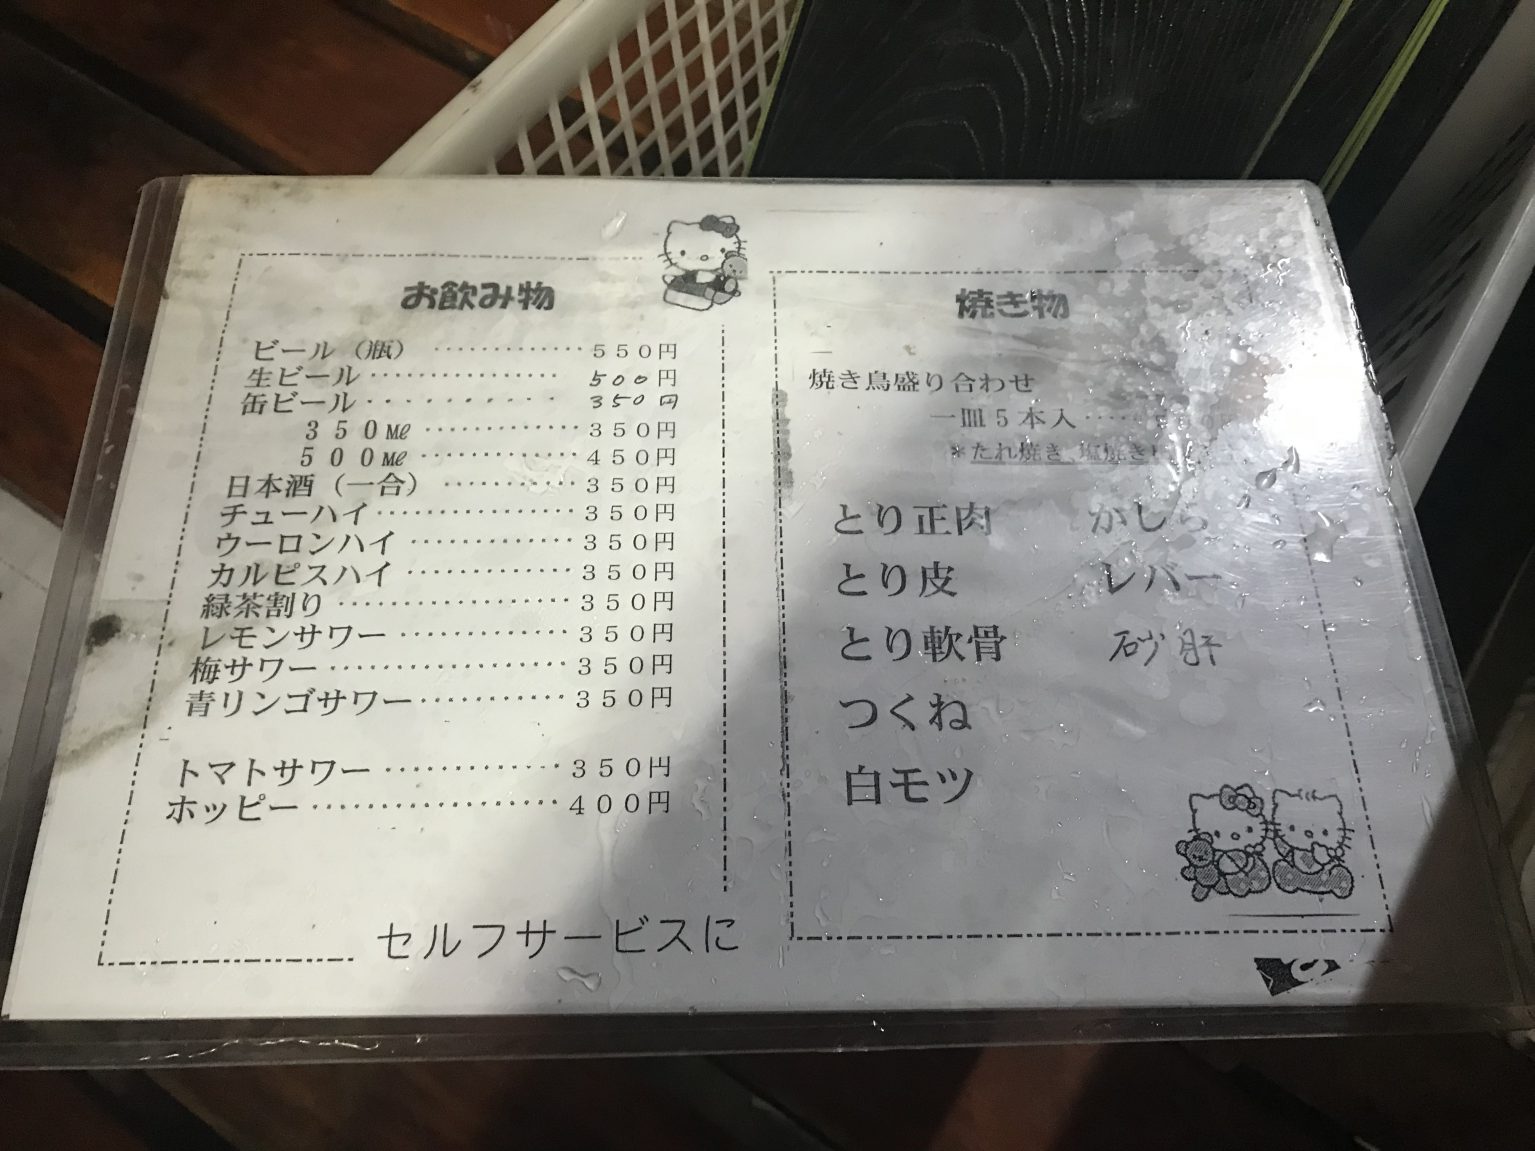 お飲み物
ビール（瓶）・・・・・・・・・・・・・５５０円
生ビール・・・・・・・・・・・・・・・500円
缶ビール・・・・・・・・・・・350円
３５０㎖・・・・・・・・・・・・・３５０円
５００㎖・・・・・・・・・・・・・４５０円
日本酒（一合）・・・・・・・・・・・３５０円
チューハイ・・・・・・・・・・・・・・３５０円
ウーロンハイ・・・・・・・・・・・・３５０円
カルピスハイ・・・・・・・・・・・・３５０円
緑茶割り・・・・・・・・・・・・・・・・・３５０円
レモンサワー・・・・・・・・・・・・３５０円
梅サワー・・・・・・・・・・・・・・・・・３５０円
青リンゴサワー・・・・・・・・・・・３５０円
トマトサワー・・・・・・・・・・・・・３５０円
ホッピー・・・・・・・・・・・・・・・・・４００円
セルフサービスに
焼き物
焼き鳥盛り合わせ
一皿５本入・・・・
＊たれ焼き、塩焼き
とり正肉 かしら
とり皮 レバー
とり軟骨 砂肝
つくね
白モツ